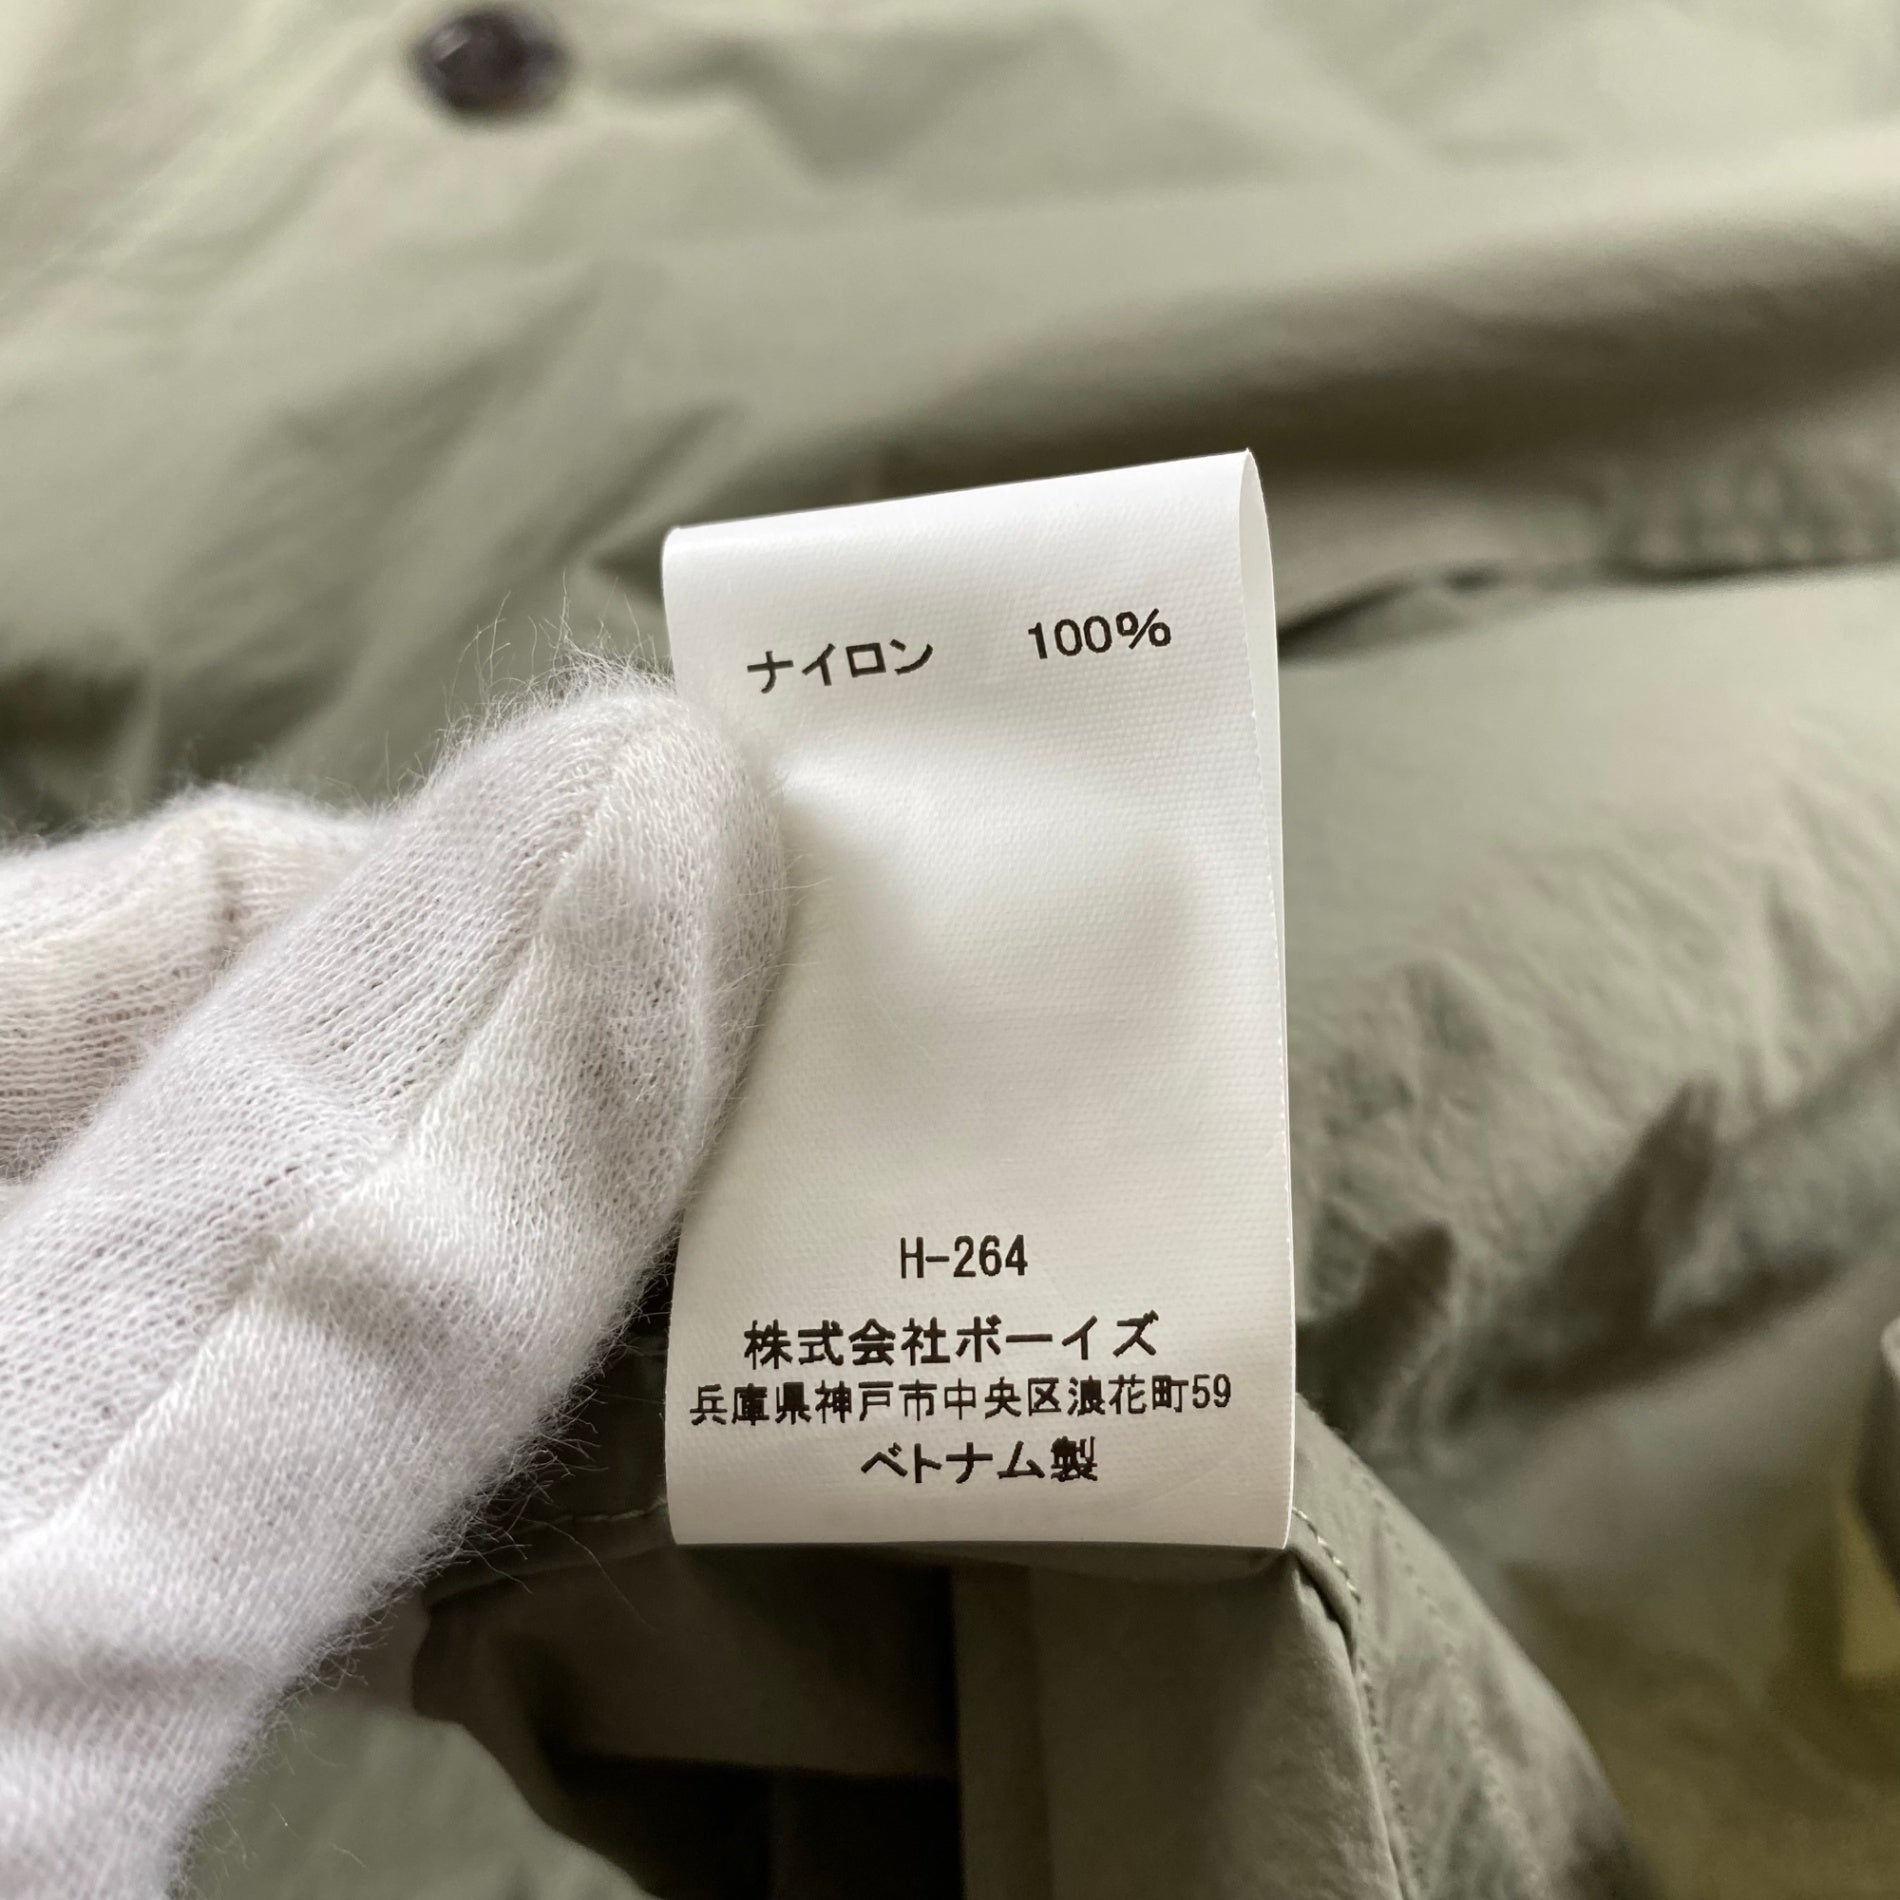 ナイロン 100%
H-264
株式会社ボーイズ
兵庫県神戸市中央区浪花町59
ベトナム製